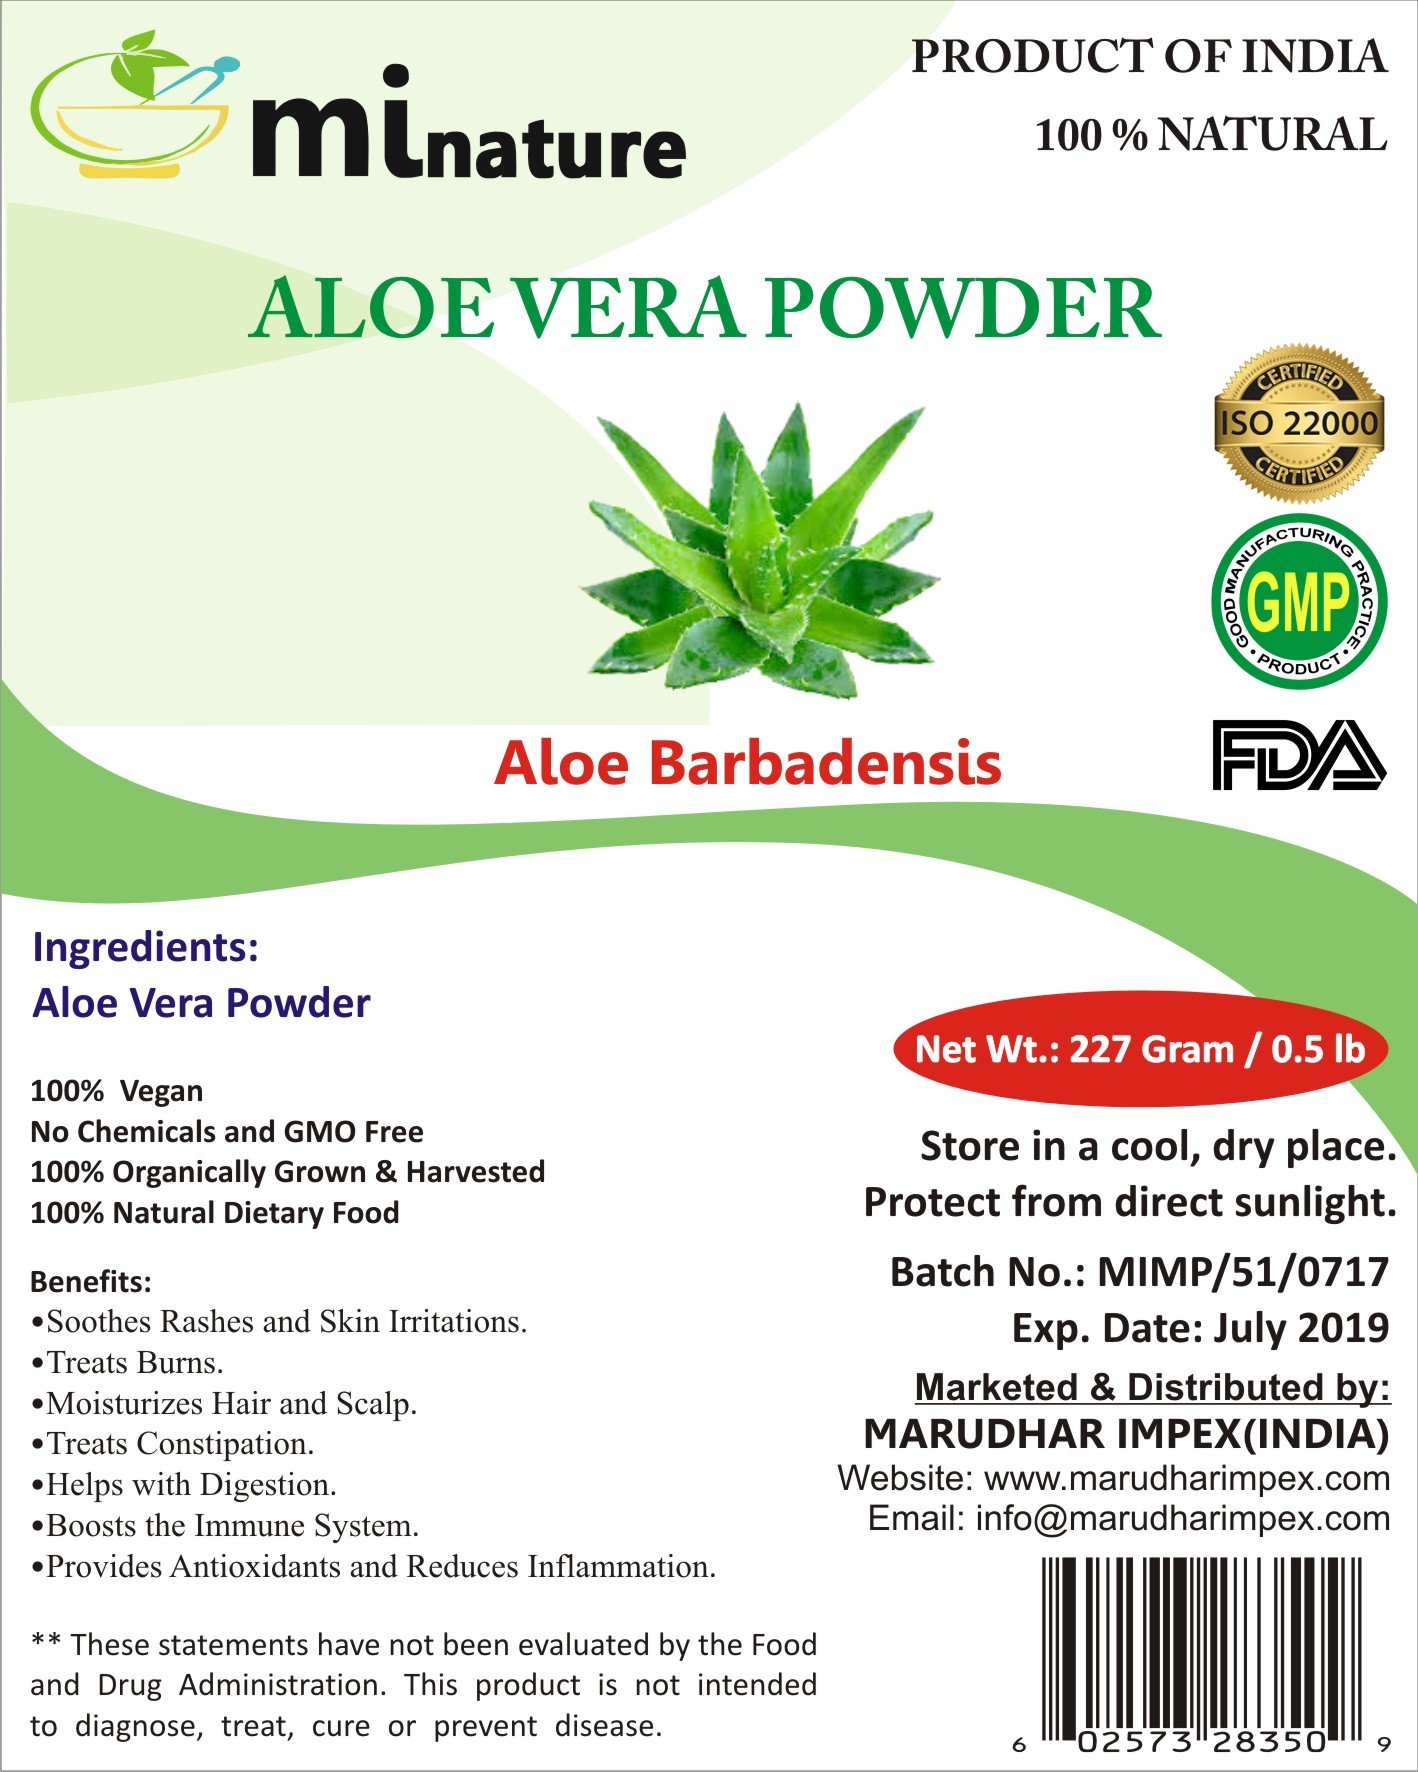 minature
PRODUCT OF INDIA
100 % NATURAL
ALOE VERA POWDER
CERTIFIED
ISO 22000
CERTIFIED
GOOD MANUFACTURING PRACTICE
GMP
• PRODUCT •
FDA
Aloe Barbadensis
Ingredients:
Aloe Vera Powder
100% Vegan
No Chemicals and GMO Free
100% Organically Grown & Harvested
100% Natural Dietary Food
Benefits:
•Soothes Rashes and Skin Irritations.
•Treats Burns.
•Moisturizes Hair and Scalp.
•Treats Constipation.
•Helps with Digestion.
•Boosts the Immune System.
•Provides Antioxidants and Reduces Inflammation.
** These statements have not been evaluated by the Food
and Drug Administration. This product is not intended
to diagnose, treat, cure or prevent disease.
Net Wt.: 227 Gram / 0.5 lb
Store in a cool, dry place.
Protect from direct sunlight.
Batch No.: MIMP/51/0717
Exp. Date: July 2019
Marketed & Distributed by:
MARUDHAR IMPEX(INDIA)
Website: www.marudharimpex.com
Email: info@marudharimpex.com
6 02573 28350 9